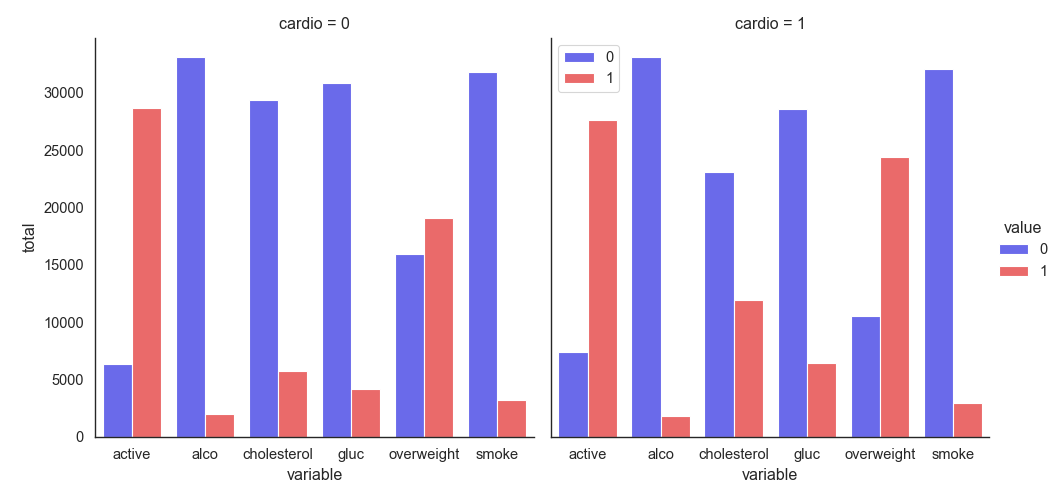 cardio = 0
cardio = 1
total
30000
25000
20000
15000
10000
5000
0
0
1
active alco cholesterol gluc overweight smoke
variable
active alco cholesterol gluc overweight smoke
variable
value
0
1